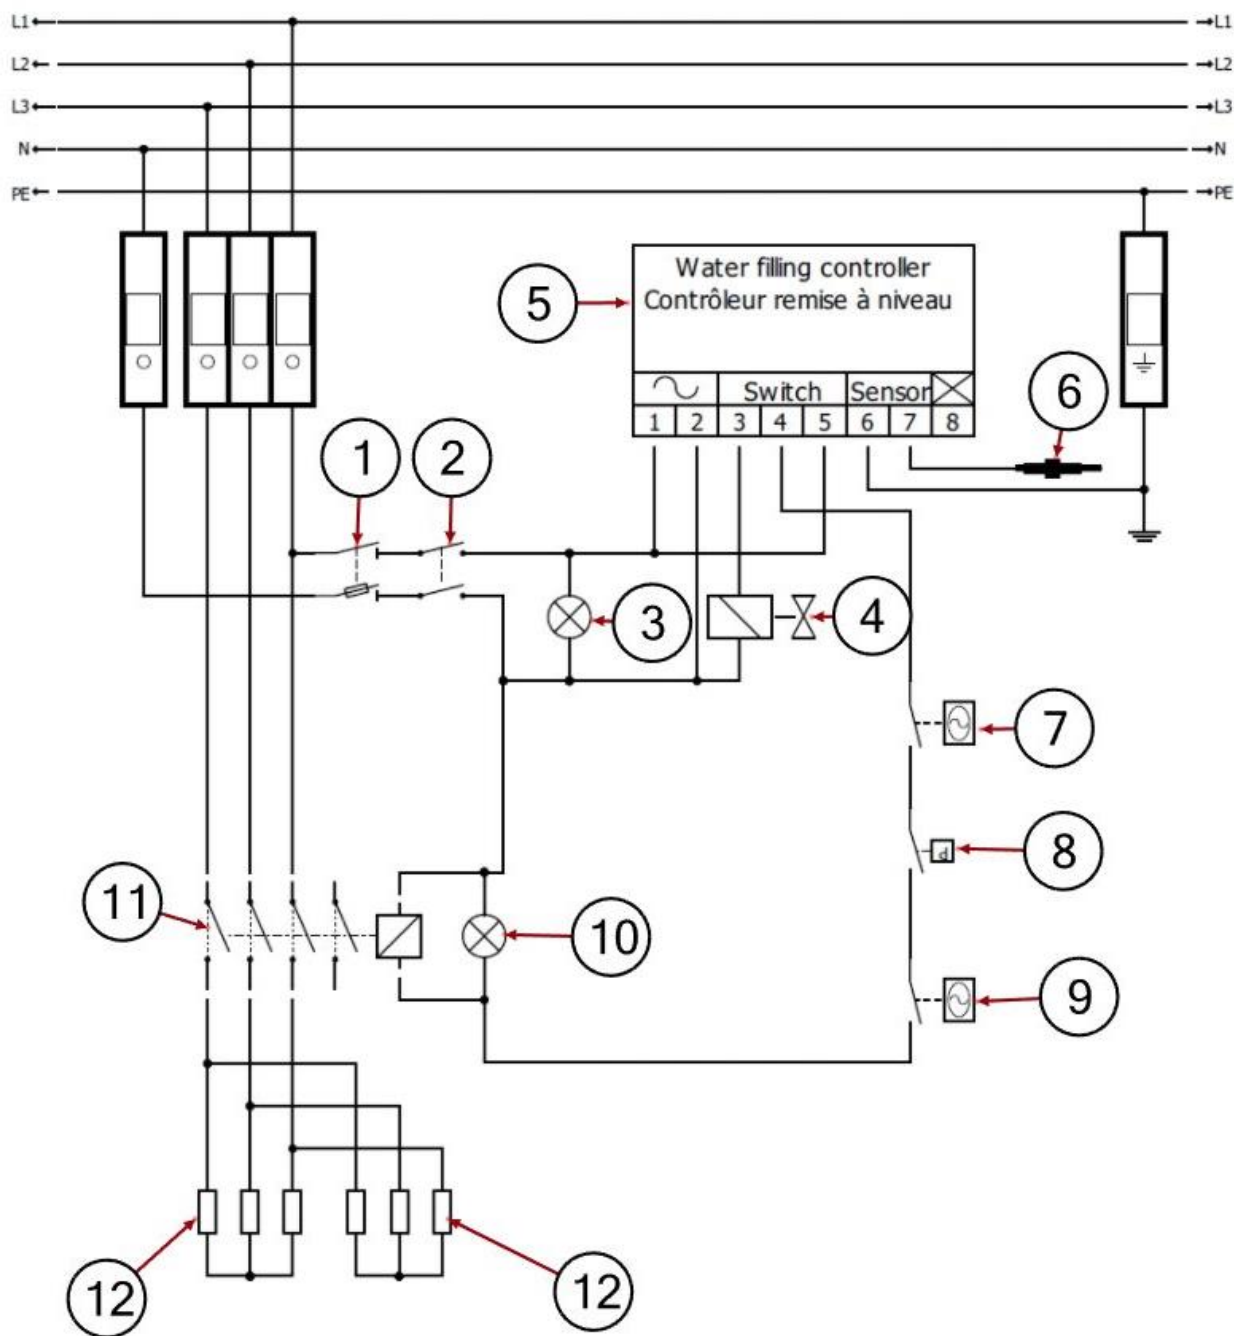 L1 L1
L2 L2
L3 L3
N N
PE PE
Water filling controller
Contrôleur remise à niveau
5
Switch Sensor
6
1 2 3 4 5 6 7 8
1 2
3 4
7
8
p
11
10
9
12 12